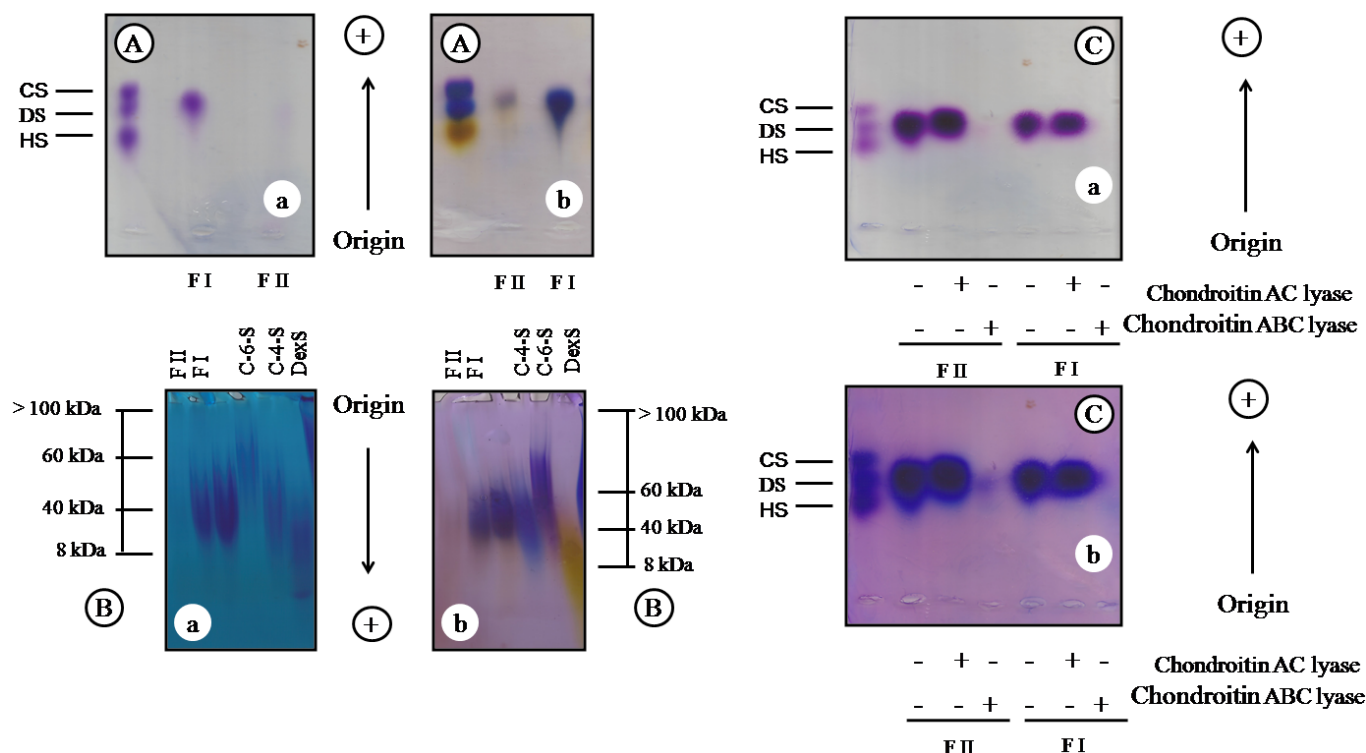 A
+
A
CS
DS
HS
a
b
Origin
F I
F II
F II
F I
F II
F I
C-6-S
C-4-S
DexS
F II
F I
C-4-S
C-6-S
DexS
> 100 kDa
60 kDa
40 kDa
8 kDa
Origin
> 100 kDa
60 kDa
40 kDa
8 kDa
B
a
+
b
B
C
+
CS
DS
HS
a
Origin
- + - - + - Chondroitin AC lyase
- - + - - + Chondroitin ABC lyase
F II
F I
C
+
CS
DS
HS
b
Origin
- + - - + - Chondroitin AC lyase
- - + - - + Chondroitin ABC lyase
F II
F I